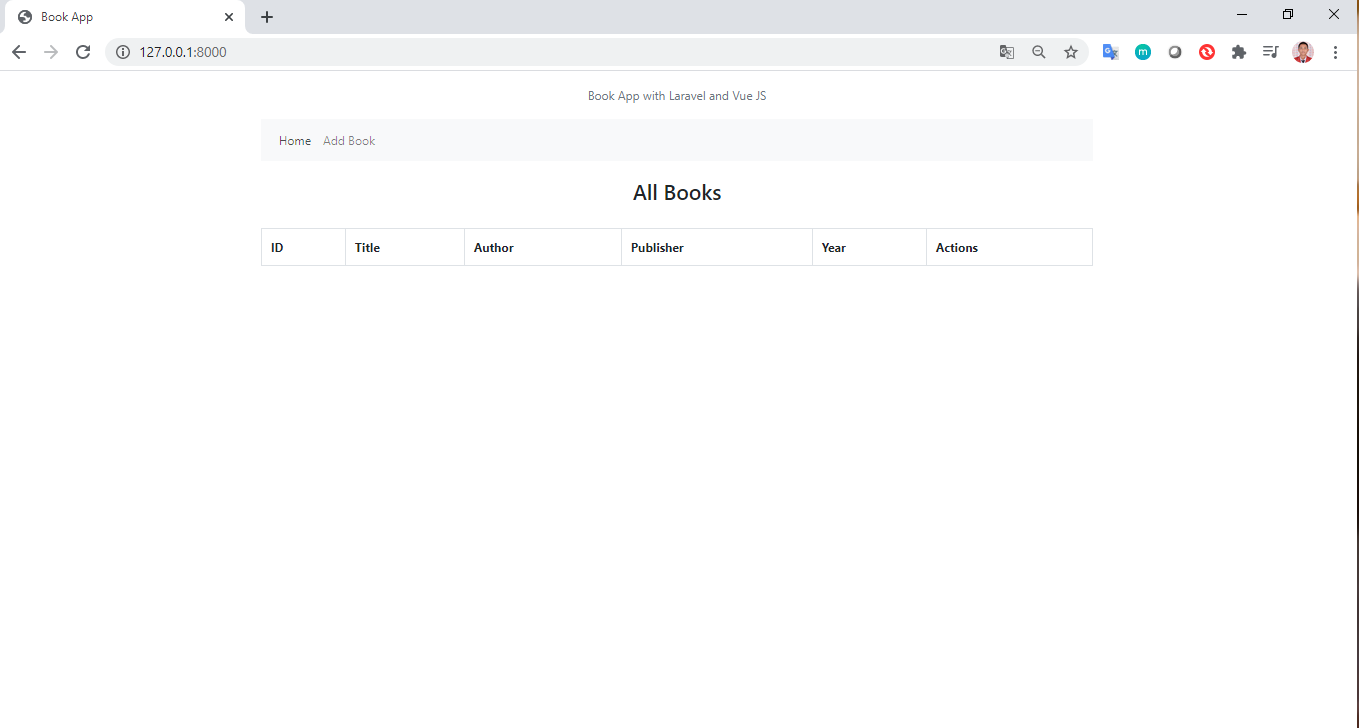 Book App
127.0.0.1:8000
Book App with Laravel and Vue JS
Home Add Book
All Books
ID Title Author Publisher Year Actions